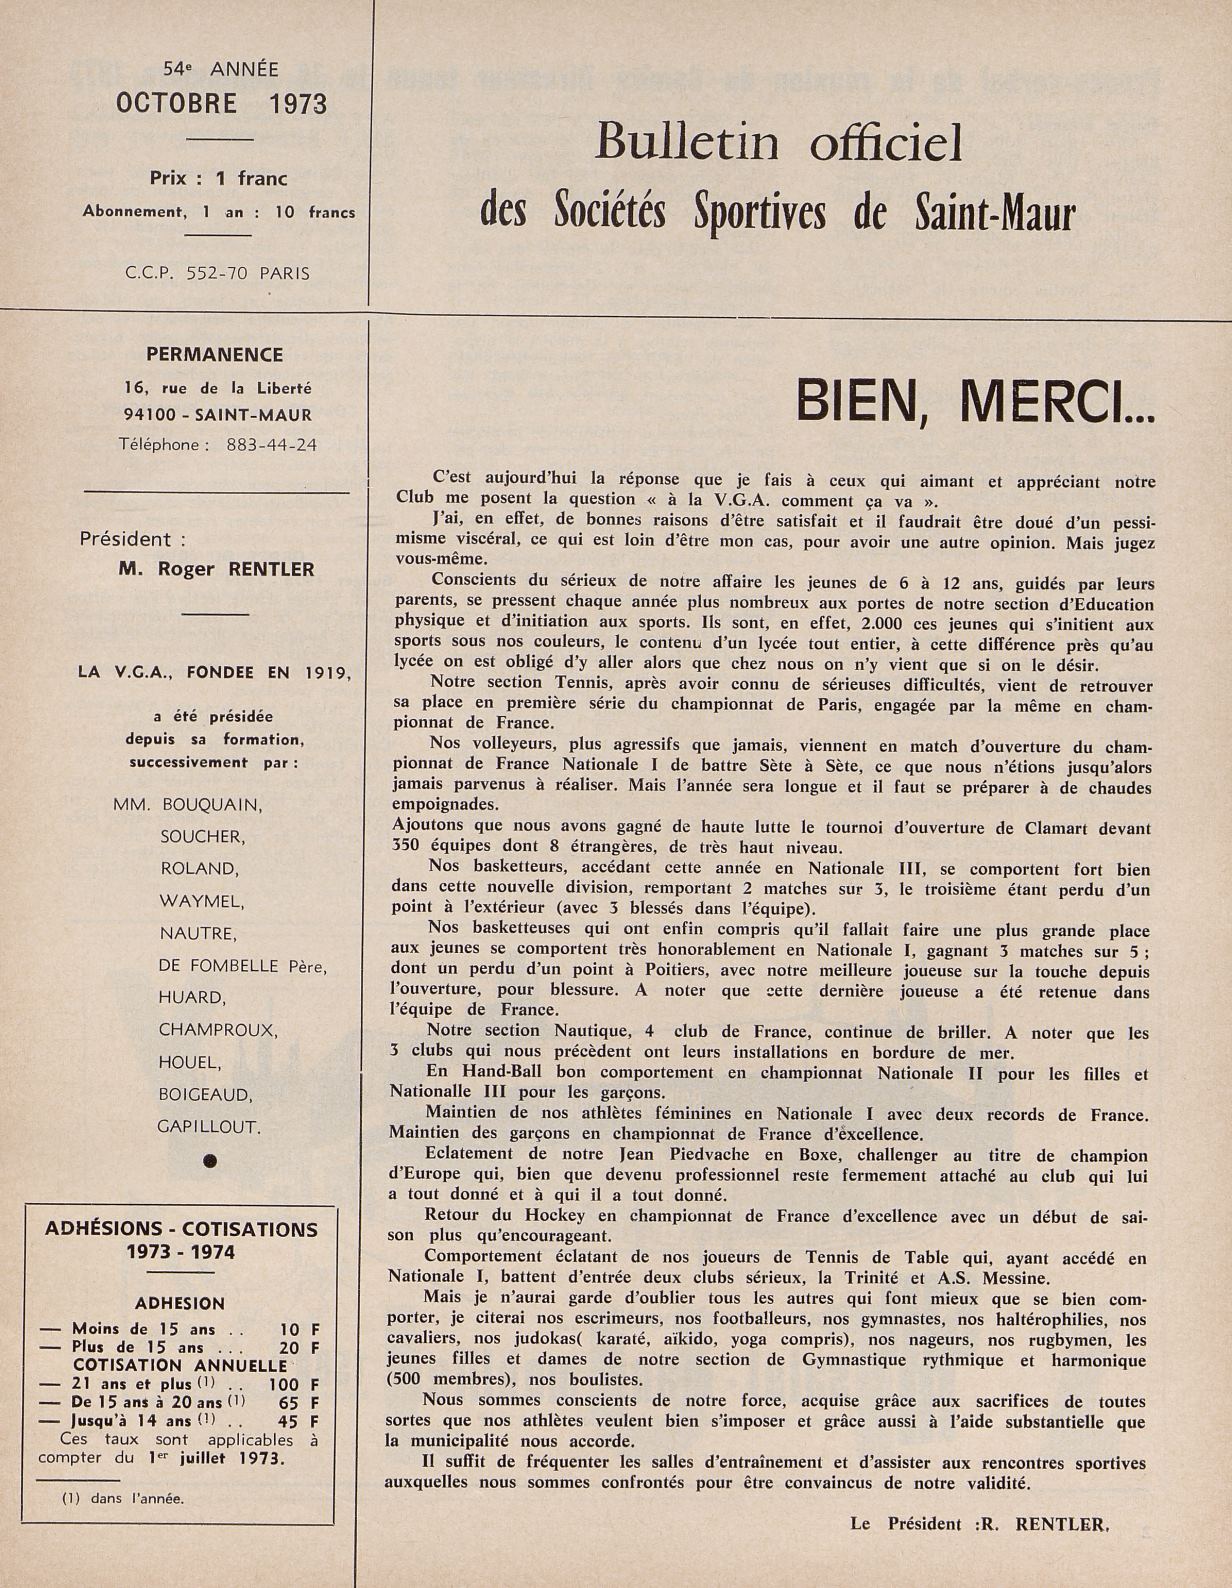 54e ANNÉE
OCTOBRE 1973
Prix : 1 franc
Abonnement, 1 an : 10 francs
C.C.P. 552-70 PARIS
Bulletin officiel
des Sociétés Sportives de Saint-Maur
PERMANENCE
16, rue de la Liberté
94100 - SAINT-MAUR
Téléphone : 883-44-24
Président :
M. Roger RENTLER
LA V.G.A., FONDEE EN 1919,
a été présidée
depuis sa formation,
successivement par :
MM. BOUQUAIN,
SOUCHER,
ROLAND,
WAYMEL,
NAUTRE,
DE FOMBELLE Père,
HUARD,
CHAMPROUX,
HOUEL,
BOIGEAUD,
GAPILLOUT.
ADHÉSIONS - COTISATIONS
1973 - 1974
ADHESION
— Moins de 15 ans . . 10 F
— Plus de 15 ans . . . 20 F
COTISATION ANNUELLE
— 21 ans et plus (1) . . 100 F
— De 15 ans à 20 ans (1) 65 F
— Jusqu'à 14 ans (1) . . 45 F
Ces taux sont applicables à
compter du 1er juillet 1973.
(1) dans l'année.
BIEN, MERCI...
C'est aujourd'hui la réponse que je fais à ceux qui aimant et appréciant notre
Club me posent la question « à la V.G.A. comment ça va ».
J'ai, en effet, de bonnes raisons d'être satisfait et il faudrait être doué d'un pessi-
misme viscéral, ce qui est loin d'être mon cas, pour avoir une autre opinion. Mais jugez
vous-même.
Conscients du sérieux de notre affaire les jeunes de 6 à 12 ans, guidés par leurs
parents, se pressent chaque année plus nombreux aux portes de notre section d'Education
physique et d'initiation aux sports. Ils sont, en effet, 2.000 ces jeunes qui s'initient aux
sports sous nos couleurs, le contenu d'un lycée tout entier, à cette différence près qu'au
lycée on est obligé d'y aller alors que chez nous on n'y vient que si on le désir.
Notre section Tennis, après avoir connu de sérieuses difficultés, vient de retrouver
sa place en première série du championnat de Paris, engagée par la même en cham-
pionnat de France.
Nos volleyeurs, plus agressifs que jamais, viennent en match d'ouverture du cham-
pionnat de France Nationale I de battre Sète à Sète, ce que nous n'étions jusqu'alors
jamais parvenus à réaliser. Mais l'année sera longue et il faut se préparer à de chaudes
empoignades.
Ajoutons que nous avons gagné de haute lutte le tournoi d'ouverture de Clamart devant
350 équipes dont 8 étrangères, de très haut niveau.
Nos basketteurs, accédant cette année en Nationale III, se comportent fort bien
dans cette nouvelle division, remportant 2 matches sur 3, le troisième étant perdu d'un
point à l'extérieur (avec 3 blessés dans l'équipe).
Nos basketteuses qui ont enfin compris qu'il fallait faire une plus grande place
aux jeunes se comportent très honorablement en Nationale I, gagnant 3 matches sur 5 ;
dont un perdu d'un point à Poitiers, avec notre meilleure joueuse sur la touche depuis
l'ouverture, pour blessure. A noter que cette dernière joueuse a été retenue dans
l'équipe de France.
Notre section Nautique, 4 club de France, continue de briller. A noter que les
3 clubs qui nous précèdent ont leurs installations en bordure de mer.
En Hand-Ball bon comportement en championnat Nationale II pour les filles et
Nationalle III pour les garçons.
Maintien de nos athlètes féminines en Nationale I avec deux records de France.
Maintien des garçons en championnat de France d'excellence.
Eclatement de notre Jean Piedvache en Boxe, challenger au titre de champion
d'Europe qui, bien que devenu professionnel reste fermement attaché au club qui lui
a tout donné et à qui il a tout donné.
Retour du Hockey en championnat de France d'excellence avec un début de sai-
son plus qu'encourageant.
Comportement éclatant de nos joueurs de Tennis de Table qui, ayant accédé en
Nationale I, battent d'entrée deux clubs sérieux, la Trinité et A.S. Messine.
Mais je n'aurai garde d'oublier tous les autres qui font mieux que se bien com-
porter, je citerai nos escrimeurs, nos footballeurs, nos gymnastes, nos haltérophilies, nos
cavaliers, nos judokas( karaté, aïkido, yoga compris), nos nageurs, nos rugbymen, les
jeunes filles et dames de notre section de Gymnastique rythmique et harmonique
(500 membres), nos boulistes.
Nous sommes conscients de notre force, acquise grâce aux sacrifices de toutes
sortes que nos athlètes veulent bien s'imposer et grâce aussi à l'aide substantielle que
la municipalité nous accorde.
Il suffit de fréquenter les salles d'entraînement et d'assister aux rencontres sportives
auxquelles nous sommes confrontés pour être convaincus de notre validité.
Le Président :R. RENTLER.